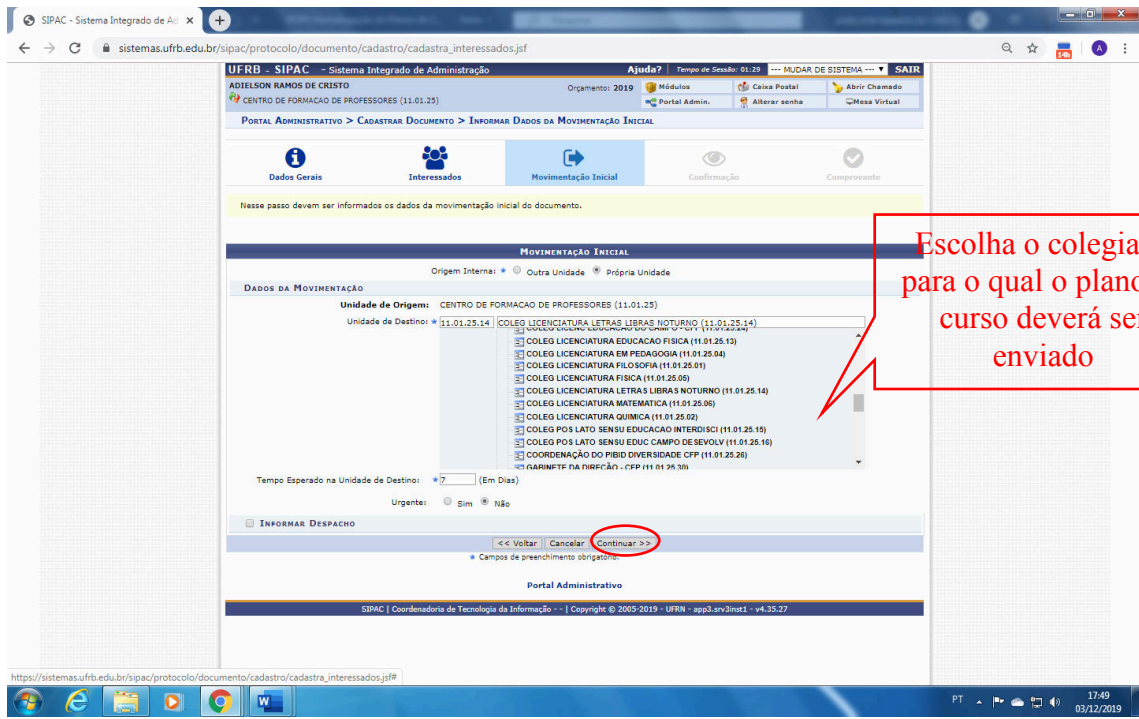 SIPAC - Sistema Integrado de Ad
sistemas.ufrb.edu.br/sipac/protocolo/documento/cadastro/cadastra_interessados.jsf
14h
A
UFRB - SIPAC - Sistema Integrado de Administração
Ajuda?
Tempo de Sessão: 01:29
--- MUDAR DE SISTEMA ---
SAIR
ADIELSON RAMOS DE CRISTO
Orçamento: 2019
Módulos
Caixa Postal
Abrir Chamado
CENTRO DE FORMACAO DE PROFESSORES (11.01.25)
Portal Admin.
Alterar senha
Mesa Virtual
PORTAL ADMINISTRATIVO > CADASTRAR DOCUMENTO > INFORMAR DADOS DA MOVIMENTAÇÃO INICIAL
Dados Gerais
Interessados
Movimentação Inicial
Confirmação
Comprovante
Nesse passo devem ser informados os dados da movimentação inicial do documento.
MOVIMENTAÇÃO INICIAL
Origem Interna: * Outra Unidade Própria Unidade
DADOS DA MOVIMENTAÇÃO
Unidade de Origem: CENTRO DE FORMACAO DE PROFESSORES (11.01.25)
Unidade de Destino: * 11.01.25.14 COLEG LICENCIATURA LETRAS LIBRAS NOTURNO (11.01.25.14)
COLEG LICENCIATURA EDUCACAO FISICA (11.01.25.13)
COLEG LICENCIATURA EM PEDAGOGIA (11.01.25.04)
COLEG LICENCIATURA FILOSOFIA (11.01.25.01)
COLEG LICENCIATURA FISICA (11.01.25.05)
COLEG LICENCIATURA LETRAS LIBRAS NOTURNO (11.01.25.14)
COLEG LICENCIATURA MATEMATICA (11.01.25.06)
COLEG LICENCIATURA QUIMICA (11.01.25.02)
COLEG POS LATO SENSU EDUCACAO INTERDISCI (11.01.25.15)
COLEG POS LATO SENSU EDUC CAMPO DESEVOLV (11.01.25.16)
COORDENAÇÃO DO PIBID DIVERSIDADE CFP (11.01.25.26)
GABINETE DA DIREÇÃO - CFP (11.01.25.30)
Tempo Esperado na Unidade de Destino: * 7 (Em Dias)
Urgente: Sim Não
INFORMAR DESPACHO
<< Voltar Cancelar Continuar >>
* Campos de preenchimento obrigatório.
Portal Administrativo
SIPAC | Coordenadoria de Tecnologia da Informação - - | Copyright © 2005-2019 - UFRN - app3.srv3inst1 - v4.35.27
Escolha o colegia
para o qual o plano
curso deverá ser
enviado
https://sistemas.ufrb.edu.br/sipac/protocolo/documento/cadastro/cadastra_interessados.jsf#
PT
17:49
03/12/2019